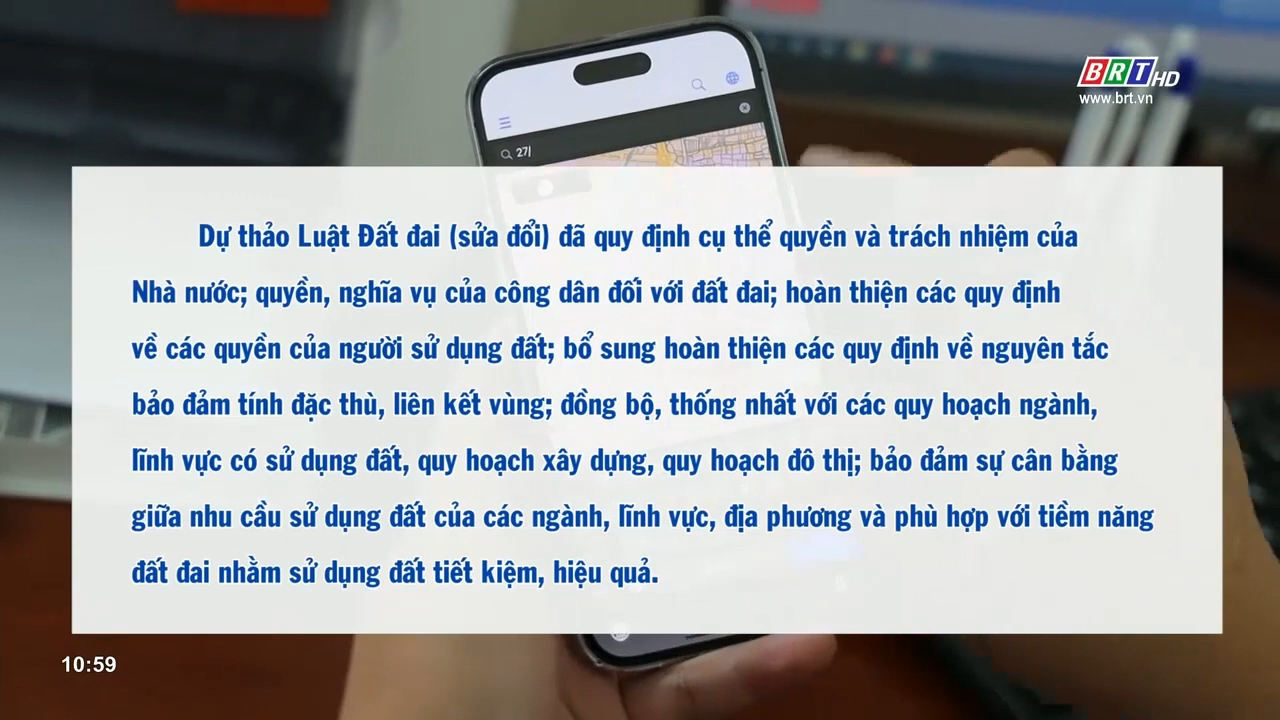 BRT HD
www.brt.vn
27
Dự thảo Luật Đất đai (sửa đổi) đã quy định cụ thể quyền và trách nhiệm của
Nhà nước; quyền, nghĩa vụ của công dân đối với đất đai; hoàn thiện các quy định
về các quyền của người sử dụng đất; bổ sung hoàn thiện các quy định về nguyên tắc
bảo đảm tính đặc thù, liên kết vùng; đồng bộ, thống nhất với các quy hoạch ngành,
lĩnh vực có sử dụng đất, quy hoạch xây dựng, quy hoạch đô thị; bảo đảm sự cân bằng
giữa nhu cầu sử dụng đất của các ngành, lĩnh vực, địa phương và phù hợp với tiềm năng
đất đai nhằm sử dụng đất tiết kiệm, hiệu quả.
10:59